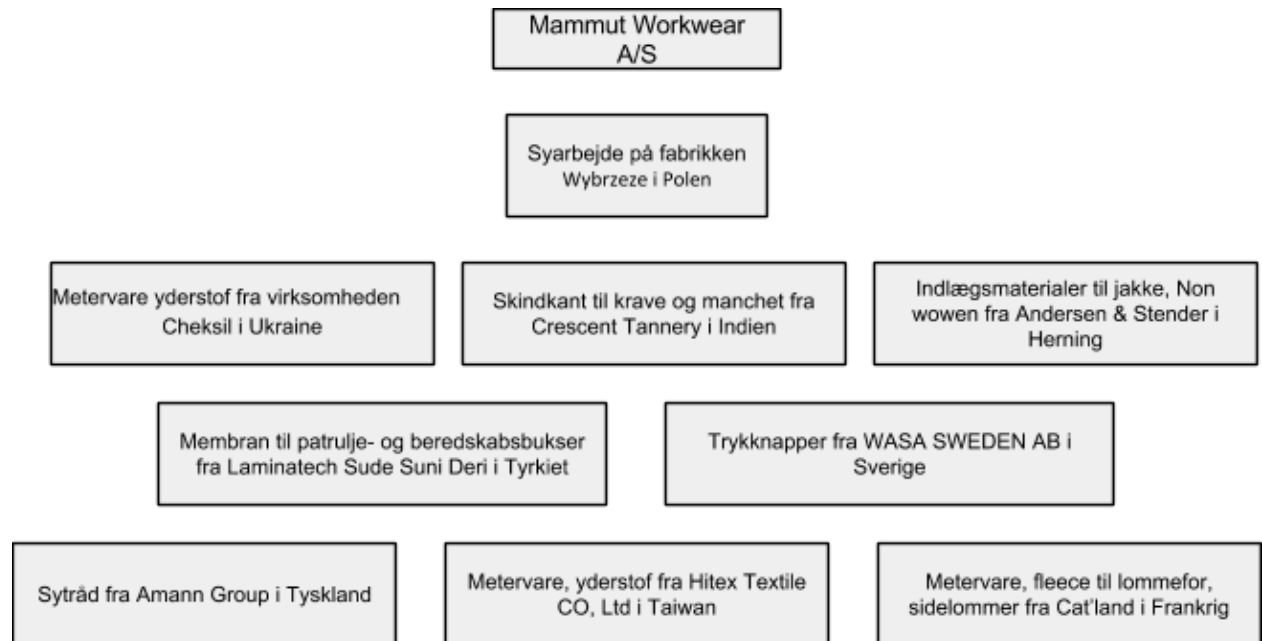 Mammut Workwear
A/S
Syarbejde på fabrikken
Wybrzeze i Polen
Metervare yderstof fra virksomheden
Cheksil i Ukraine
Skindkant til krave og manchet fra
Crescent Tannery i Indien
Indlægsmaterialer til jakke, Non
wowen fra Andersen & Stender i
Herning
Membran til patrulje- og beredskabsbukser
fra Laminatech Sude Suni Deri i Tyrkiet
Trykknapper fra WASA SWEDEN AB i
Sverige
Sytråd fra Amann Group i Tyskland
Metervare, yderstof fra Hitex Textile
CO, Ltd i Taiwan
Metervare, fleece til lommefor,
sidelommer fra Cat'land i Frankrig